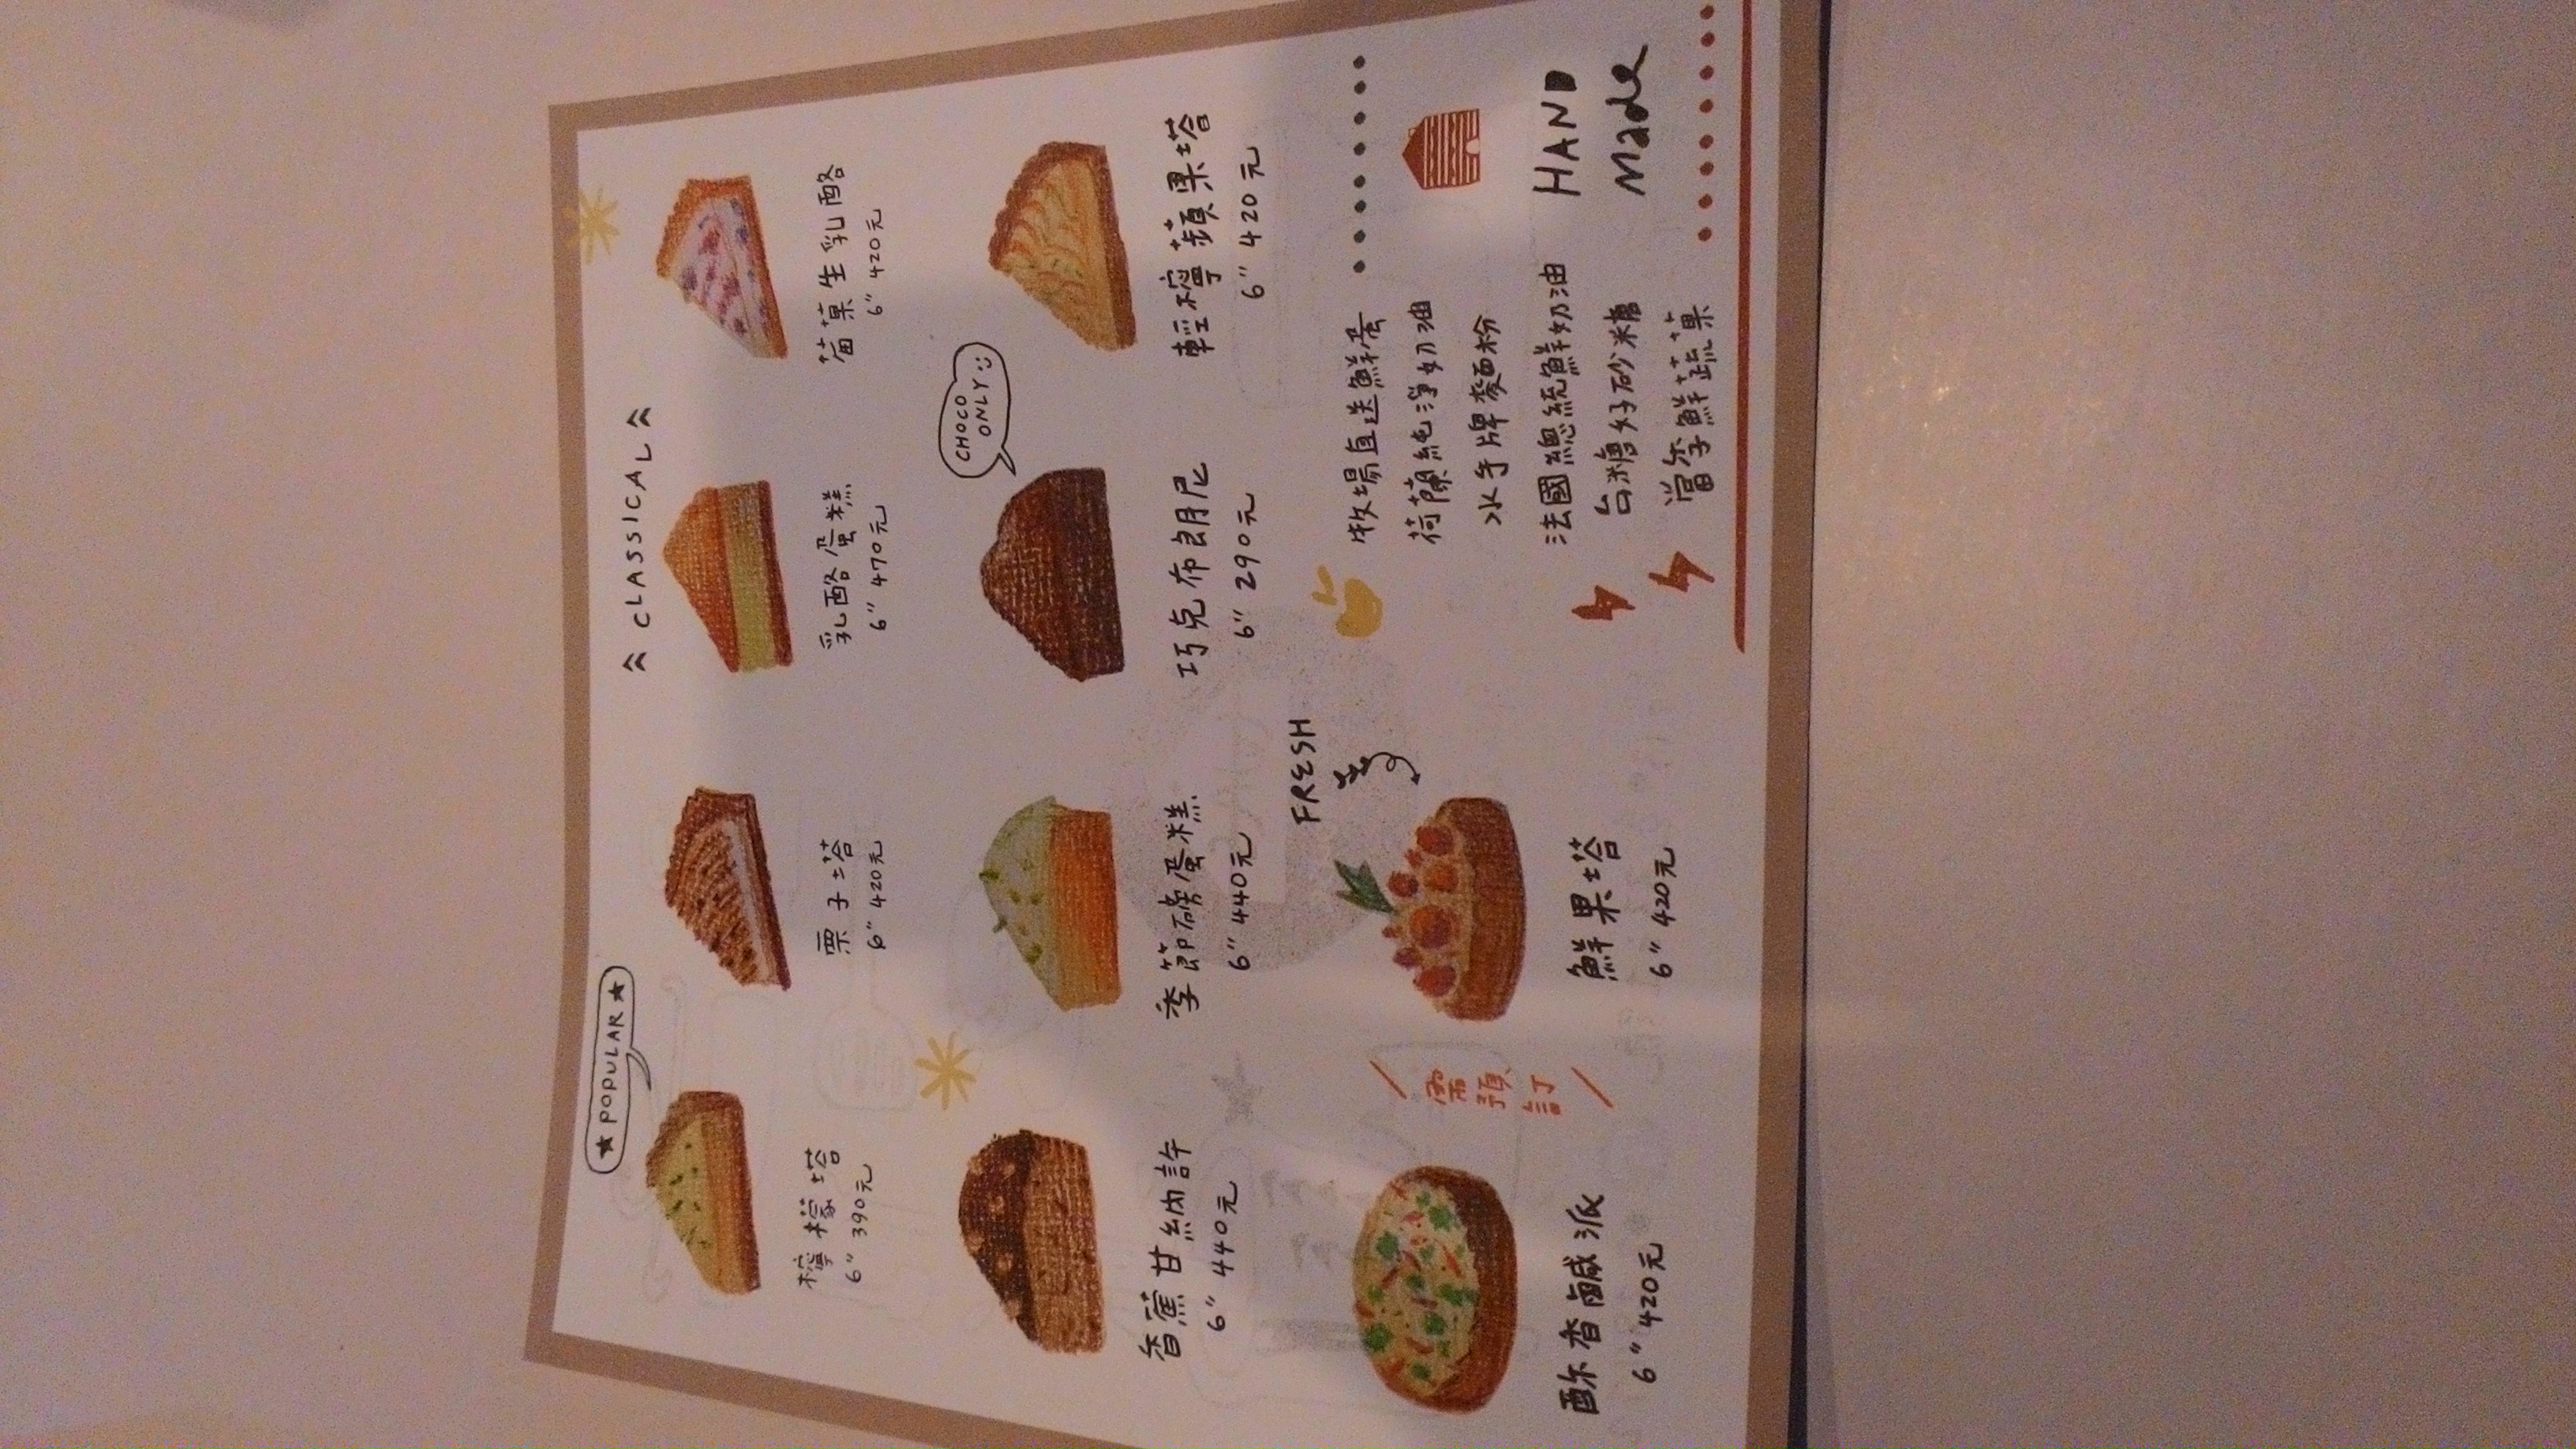 ★ POPULAR ★
CLASSICAL
檸檬塔
6" 390元
栗子塔
6" 420元
乳酪蛋糕
6" 470元
莓菓生乳酪
6" 420元
CHOCO
ONLY
香蕉甘納許
6" 440元
季節磅蛋糕
6" 440元
巧克布朗尼
6" 290元
輕檸蘋果塔
6" 420元
FRESH
需預訂
酥香鹹派
6" 420元
鮮果塔
6" 420元
牧場直送鮮蛋
荷蘭純淨奶油
水手牌麵粉
法國總統鮮奶油
台糖好砂糖
當季鮮蔬菓
HAND
Made